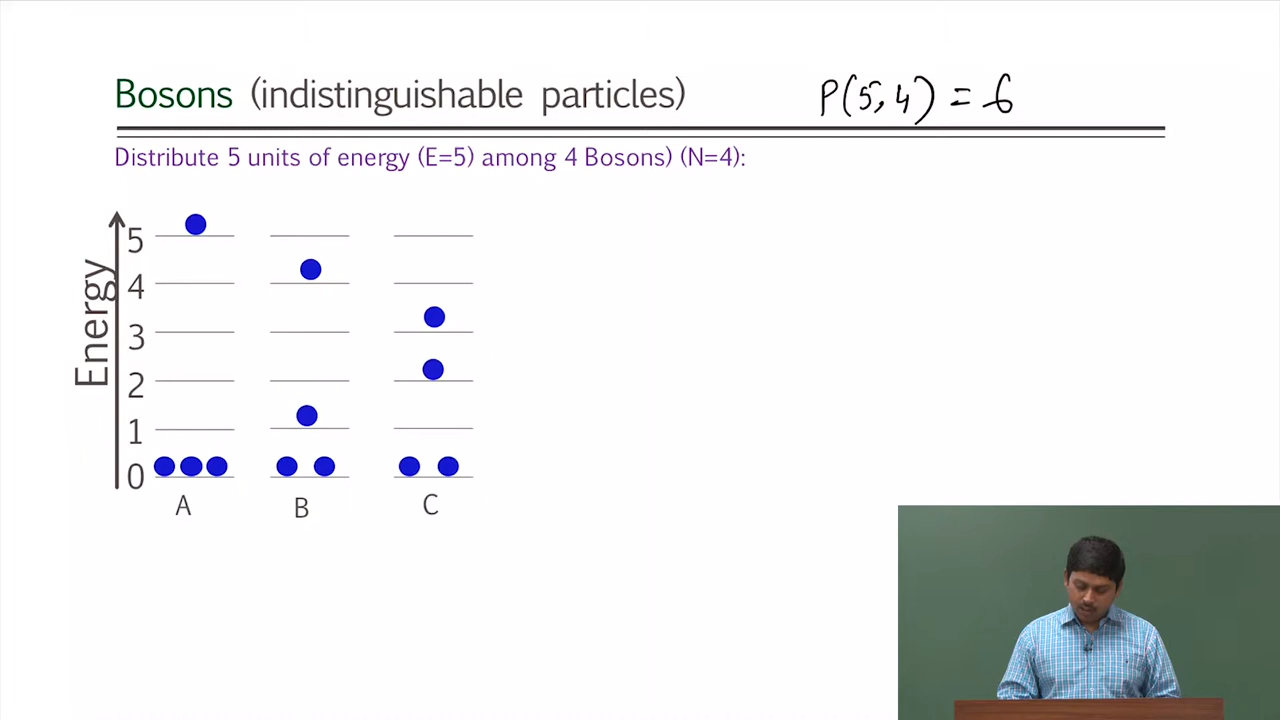 Bosons (indistinguishable particles)
P(5,4) = 6
Distribute 5 units of energy (E=5) among 4 Bosons) (N=4):
Energy
5
4
3
2
1
0
A
B
C